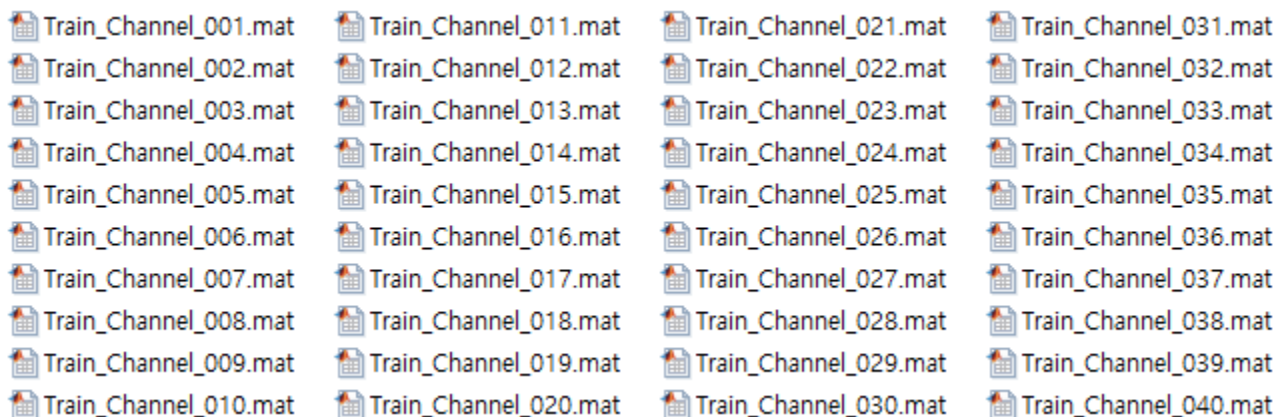 Train_Channel_001.mat
Train_Channel_002.mat
Train_Channel_003.mat
Train_Channel_004.mat
Train_Channel_005.mat
Train_Channel_006.mat
Train_Channel_007.mat
Train_Channel_008.mat
Train_Channel_009.mat
Train_Channel_010.mat
Train_Channel_011.mat
Train_Channel_012.mat
Train_Channel_013.mat
Train_Channel_014.mat
Train_Channel_015.mat
Train_Channel_016.mat
Train_Channel_017.mat
Train_Channel_018.mat
Train_Channel_019.mat
Train_Channel_020.mat
Train_Channel_021.mat
Train_Channel_022.mat
Train_Channel_023.mat
Train_Channel_024.mat
Train_Channel_025.mat
Train_Channel_026.mat
Train_Channel_027.mat
Train_Channel_028.mat
Train_Channel_029.mat
Train_Channel_030.mat
Train_Channel_031.mat
Train_Channel_032.mat
Train_Channel_033.mat
Train_Channel_034.mat
Train_Channel_035.mat
Train_Channel_036.mat
Train_Channel_037.mat
Train_Channel_038.mat
Train_Channel_039.mat
Train_Channel_040.mat